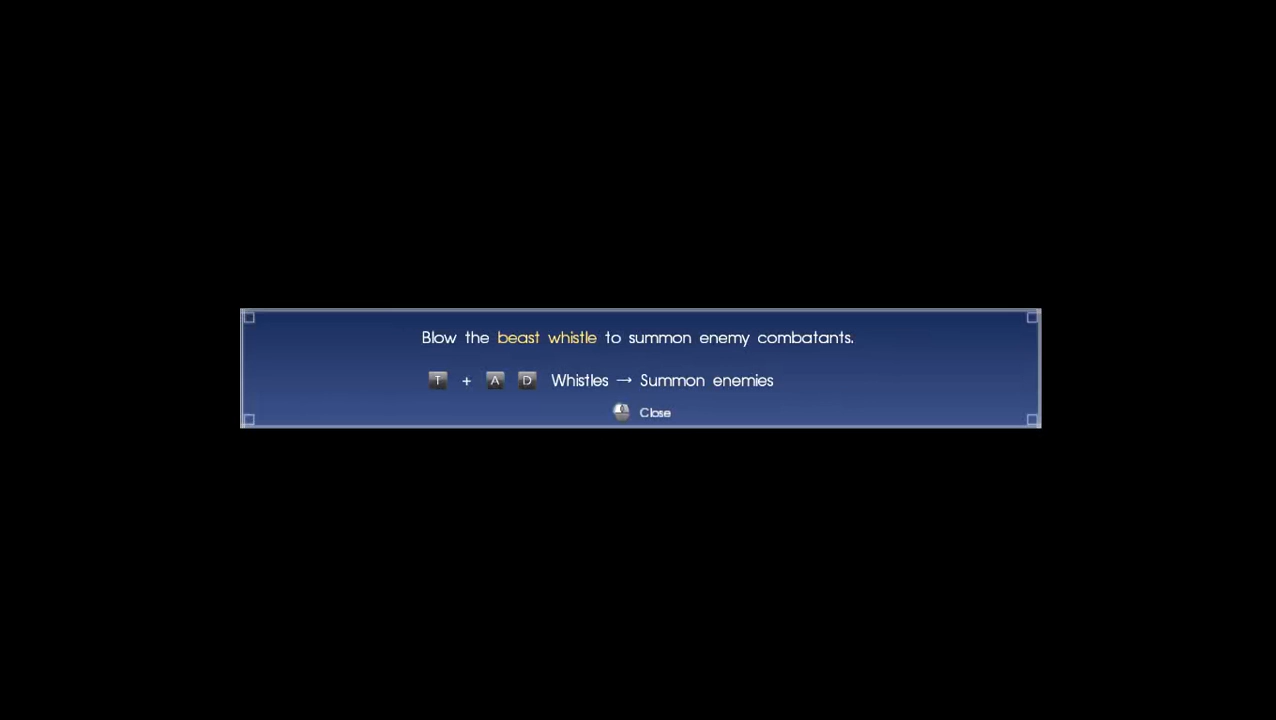 Blow the beast whistle to summon enemy combatants.
T + A D Whistles → Summon enemies
Close